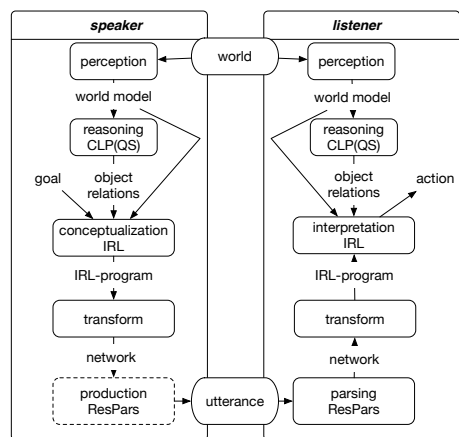 speaker
listener
world
perception
perception
world model
world model
reasoning
CLP(QS)
reasoning
CLP(QS)
goal
object
relations
object
relations
action
conceptualization
IRL
interpretation
IRL
IRL-program
IRL-program
transform
transform
network
network
production
ResPars
utterance
parsing
ResPars